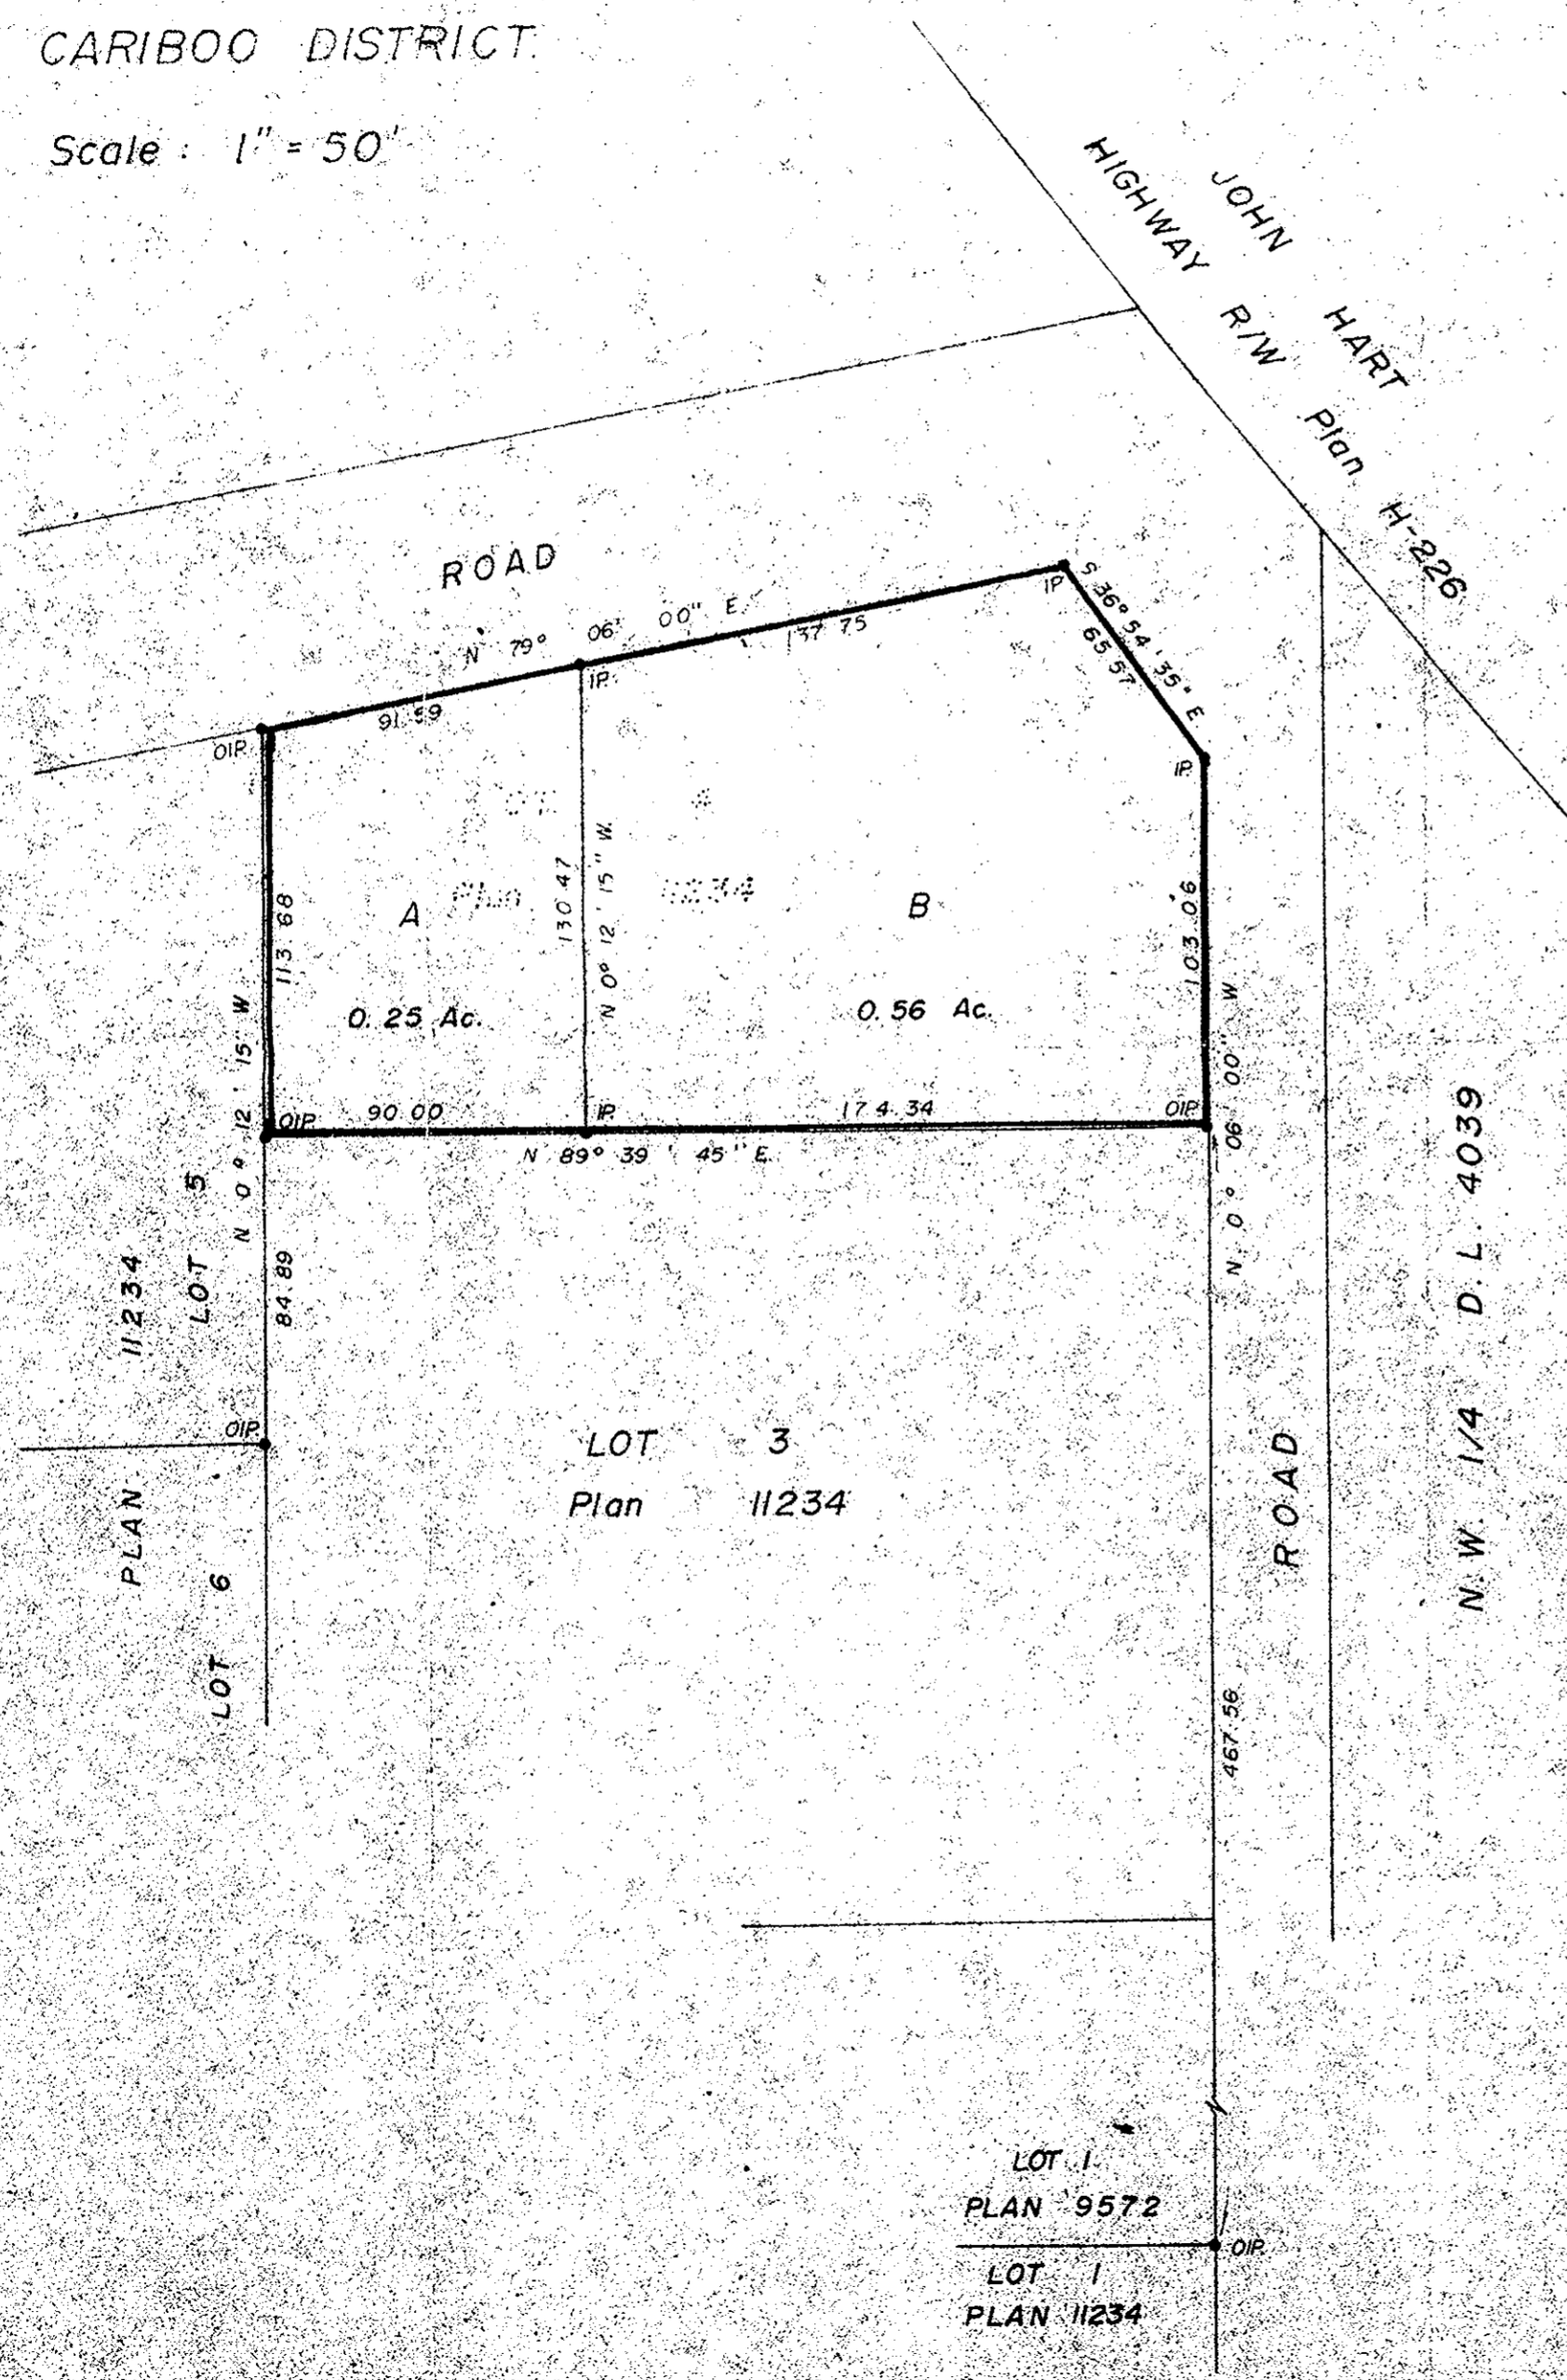 CARIBOO DISTRICT.
Scale : 1" = 50'
JOHN HART
HIGHWAY R/W Plan H-226
ROAD
N 79° 06' 00" E.
137 75
91.59
S 36° 54' 35" E
65 57
IP.
IP.
OIP.
IP.
113.68
N 0° 12' 15" W
130 47
N 0° 12' 15" W.
103.06
N 0° 06' 00" W
Plan
A
B
0.25 Ac.
0.56 Ac.
OIP.
90 00
IP.
174.34
OIP.
N 89° 39' 45" E.
LOT 5
PLAN 11234
84.89
OIP.
LOT 6
LOT 3
Plan 11234
ROAD
N.W. 1/4 D.L. 4039
467.56
LOT 1
PLAN 9572
OIP.
LOT 1
PLAN 11234